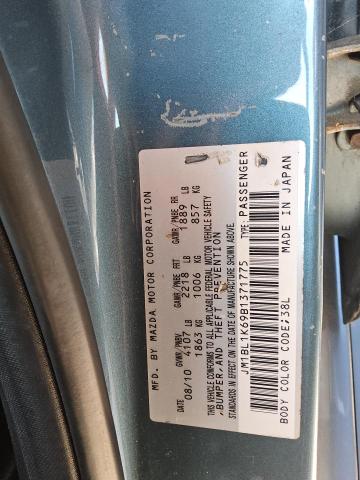 MFD. BY MAZDA MOTOR CORPORATION
DATE GVWR/PNBV GAWR/PNBE FRT GAWR/PNBE RR
08/10 4107 LB 2218 LB 1889 LB
1863 KG 1006 KG 857 KG
THIS VEHICLE CONFORMS TO ALL APPLICABLE FEDERAL MOTOR VEHICLE SAFETY
,BUMPER,AND THEFT PREVENTION
STANDARDS IN EFFECT ON THE DATE OF MANUFACTURE SHOWN ABOVE.
JM1BL1K69B1371775 TYPE: PASSENGER
BODY COLOR CODE;38L MADE IN JAPAN